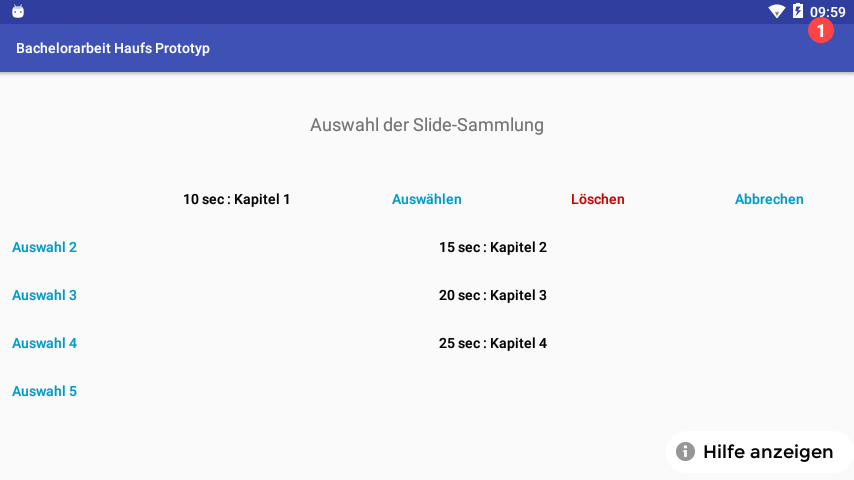 09:59
1
Bachelorarbeit Haufs Prototyp
Auswahl der Slide-Sammlung
10 sec : Kapitel 1 Auswählen Löschen Abbrechen
Auswahl 2 15 sec : Kapitel 2
Auswahl 3 20 sec : Kapitel 3
Auswahl 4 25 sec : Kapitel 4
Auswahl 5
Hilfe anzeigen